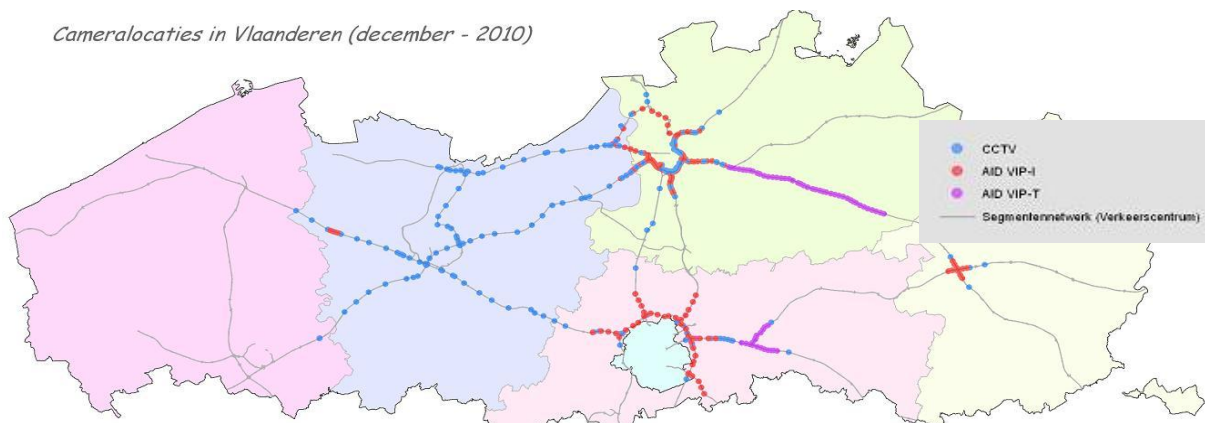 Cameralocaties in Vlaanderen (december - 2010)
CCTV
AID VIP-I
AID VIP-T
Segmentennetwerk (Verkeerscentrum)